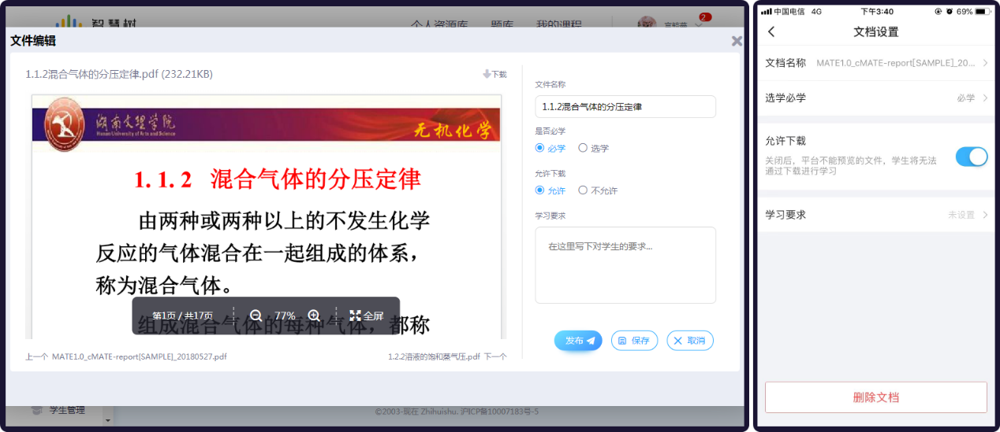 智慧树
个人资源库 题库 我的课程
2
文件编辑
1.1.2混合气体的分压定律.pdf (232.21KB)
下载
湖南文理学院
Hunan University of Arts and Science
无机化学
1.1.2 混合气体的分压定律
由两种或两种以上的不发生化学
反应的气体混合在一起组成的体系，
称为混合气体。
组成混合气体的每种气体，都称
第1页 / 共17页 77% 全屏
上一个 MATE1.0_cMATE-report[SAMPLE]_20180527.pdf
1.2.2溶液的饱和蒸气压.pdf 下一个
文件名称
1.1.2混合气体的分压定律
是否必学
必学 选学
允许下载
允许 不允许
学习要求
在这里写下对学生的要求...
发布 保存 取消
学生管理
©2003-现在 Zhihuishu. 沪ICP备10007183号-5
中国电信 4G 下午3:40 69%
文档设置
文档名称 MATE1.0_cMATE-report[SAMPLE]_20...
选学必学 必学
允许下载
关闭后，平台不能预览的文件，学生将无法
通过下载进行学习
学习要求 未设置
删除文档